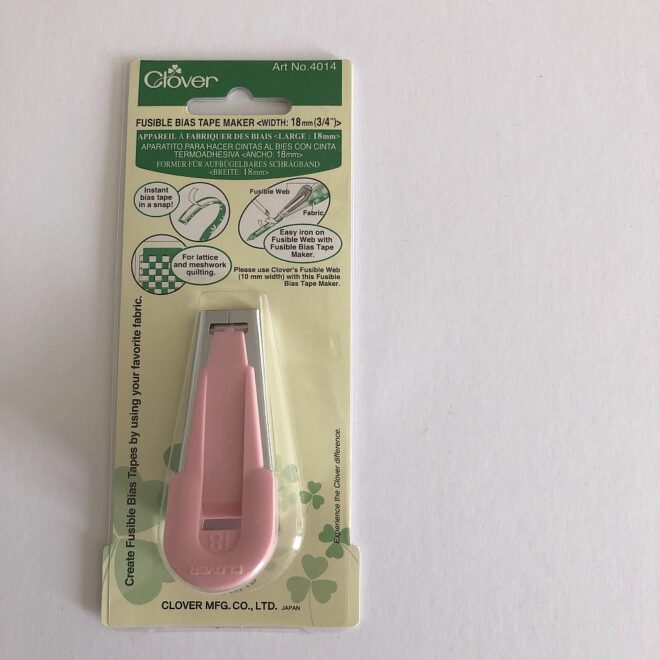 Clover
Art No.4014
FUSIBLE BIAS TAPE MAKER <WIDTH: 18mm(3/4")>
APPAREIL À FABRIQUER DES BIAIS <LARGE : 18mm>
APARATITO PARA HACER CINTAS AL BIES CON CINTA
TERMOADHESIVA <ANCHO: 18mm>
FORMER FÜR AUFBÜGELBARES SCHRÄGBAND
<BREITE: 18mm>
Instant
bias tape
in a snap!
Fusible Web
Fabric
Easy iron on
Fusible Web with
Fusible Bias Tape
Maker.
For lattice
and meshwork
quilting.
Please use Clover's Fusible Web
(10 mm width) with this Fusible
Bias Tape Maker.
Create Fusible Bias Tapes by using your favorite fabric.
Experience the Clover difference.
18
CLOVER
CLOVER MFG. CO., LTD. JAPAN